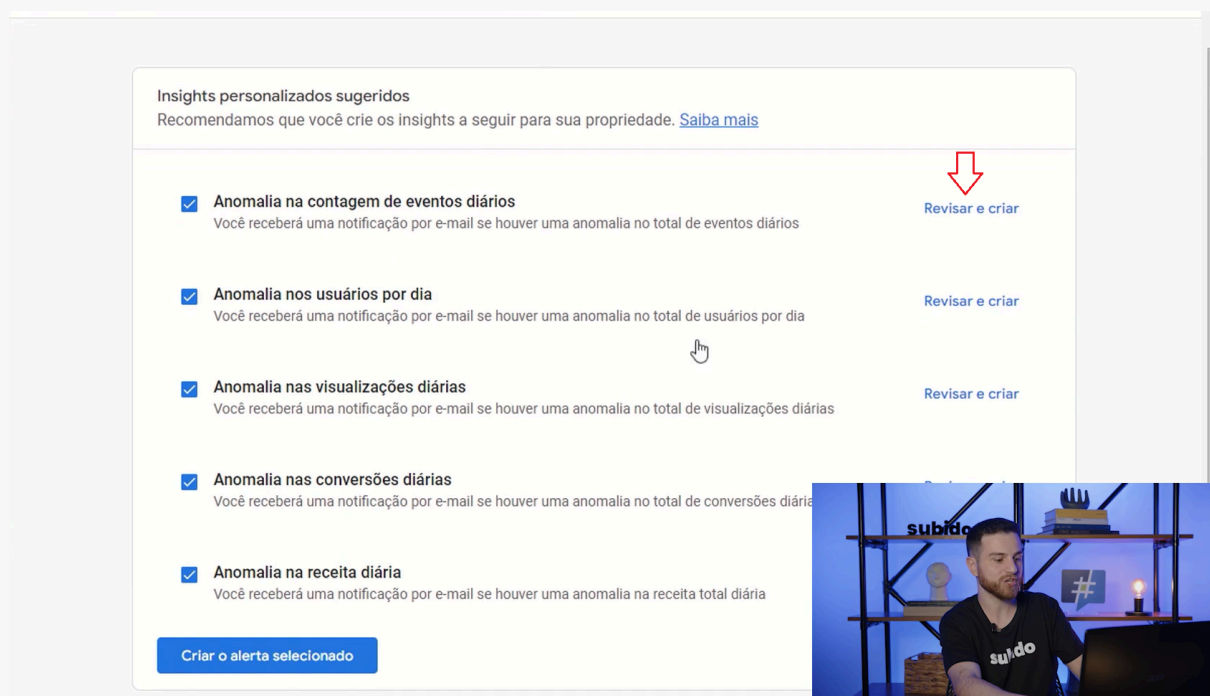 Insights personalizados sugeridos
Recomendamos que você crie os insights a seguir para sua propriedade. Saiba mais
Anomalia na contagem de eventos diários
Você receberá uma notificação por e-mail se houver uma anomalia no total de eventos diários
Revisar e criar
Anomalia nos usuários por dia
Você receberá uma notificação por e-mail se houver uma anomalia no total de usuários por dia
Revisar e criar
Anomalia nas visualizações diárias
Você receberá uma notificação por e-mail se houver uma anomalia no total de visualizações diárias
Revisar e criar
Anomalia nas conversões diárias
Você receberá uma notificação por e-mail se houver uma anomalia no total de conversões
Anomalia na receita diária
Você receberá uma notificação por e-mail se houver uma anomalia na receita total diária
Criar o alerta selecionado
subido
#
subido